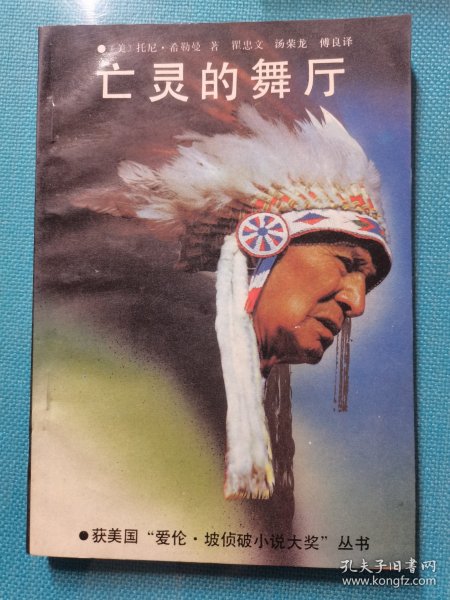 ●〔美〕托尼·希勒曼 著 瞿忠文 汤荣龙 傅良译
亡灵的舞厅
●获美国“爱伦·坡侦破小说大奖”丛书
孔夫子旧书网
www.kongfz.com